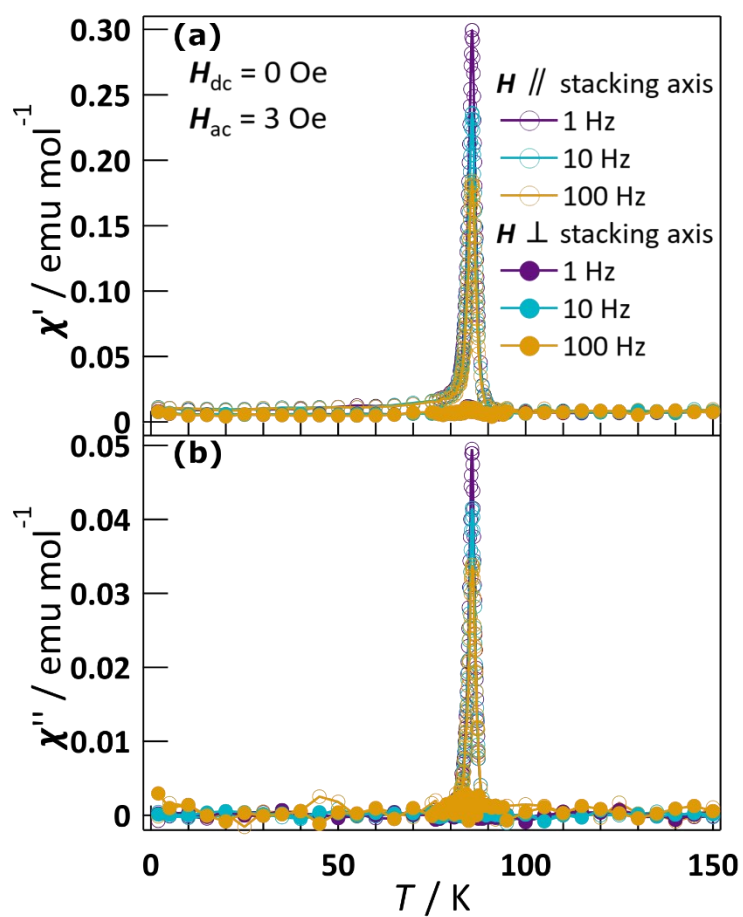 (a)
H_dc = 0 Oe
H_ac = 3 Oe
H // stacking axis
1 Hz
10 Hz
100 Hz
H ⊥ stacking axis
1 Hz
10 Hz
100 Hz
0.30
0.25
0.20
0.15
0.10
0.05
0
χ' / emu mol⁻¹
(b)
0.05
0.04
0.03
0.02
0.01
0
χ'' / emu mol⁻¹
0 50 100 150
T / K